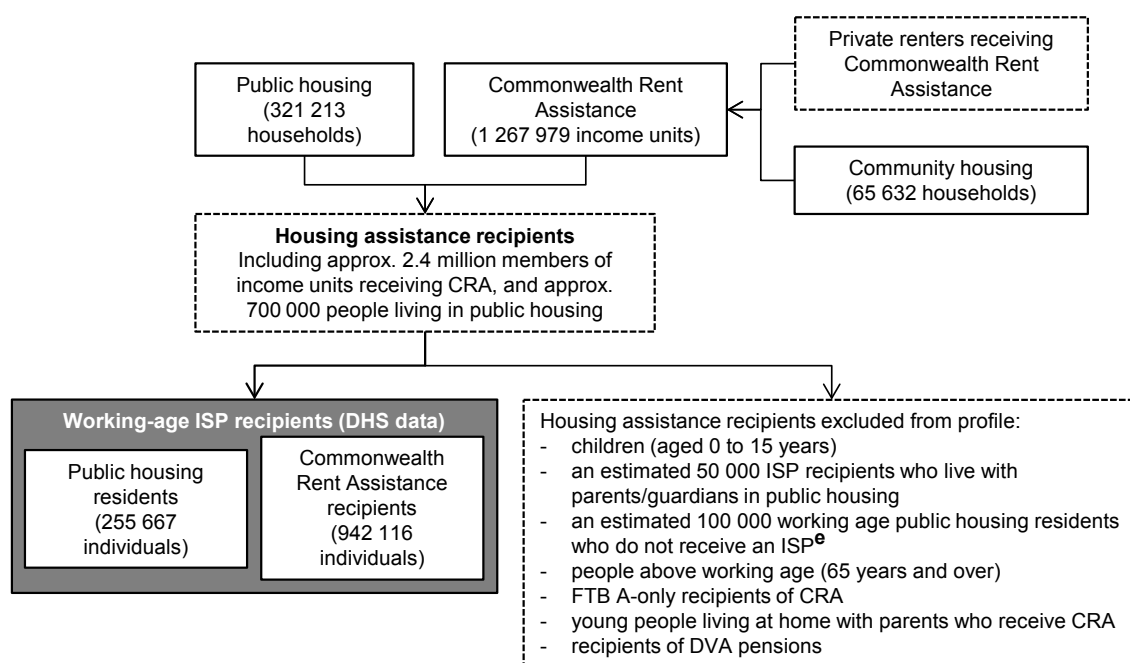 Public housing
(321 213
households)
Commonwealth Rent
Assistance
(1 267 979 income units)
Private renters receiving
Commonwealth Rent
Assistance
Community housing
(65 632 households)
Housing assistance recipients
Including approx. 2.4 million members of
income units receiving CRA, and approx.
700 000 people living in public housing
Working-age ISP recipients (DHS data)
Public housing
residents
(255 667
individuals)
Commonwealth
Rent Assistance
recipients
(942 116
individuals)
Housing assistance recipients excluded from profile:
- children (aged 0 to 15 years)
- an estimated 50 000 ISP recipients who live with
parents/guardians in public housing
- an estimated 100 000 working age public housing residents
who do not receive an ISPe
- people above working age (65 years and over)
- FTB A-only recipients of CRA
- young people living at home with parents who receive CRA
- recipients of DVA pensions